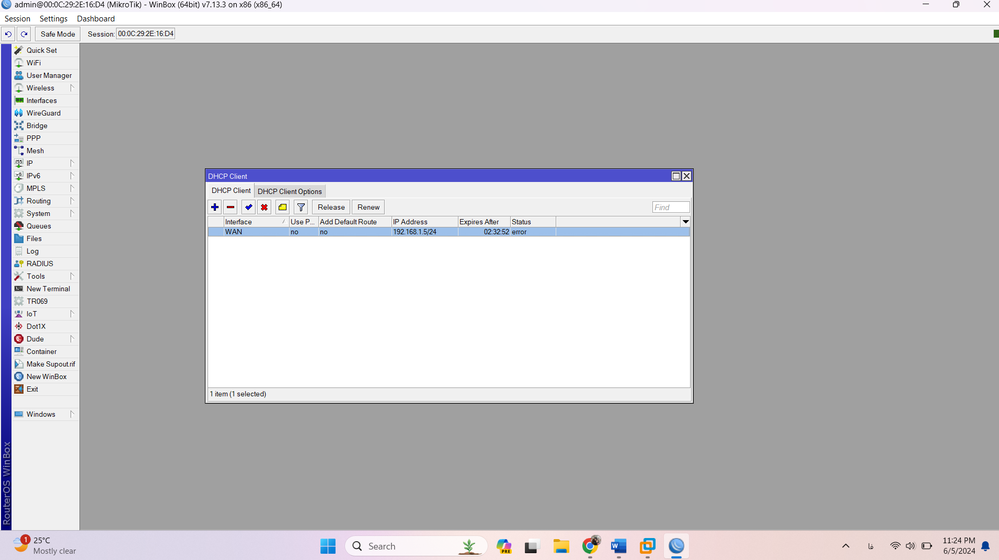 admin@00:0C:29:2E:16:D4 (MikroTik) - WinBox (64bit) v7.13.3 on x86 (x86_64)
Session Settings Dashboard
Safe Mode Session: 00:0C:29:2E:16:D4
Quick Set
WiFi
User Manager
Wireless
Interfaces
WireGuard
Bridge
PPP
Mesh
IP
IPv6
MPLS
Routing
System
Queues
Files
Log
RADIUS
Tools
New Terminal
TR069
IoT
Dot1X
Dude
Container
Make Supout.rif
New WinBox
Exit
Windows
RouterOS WinBox
DHCP Client
DHCP Client DHCP Client Options
Release Renew Find
Interface Use P... Add Default Route IP Address Expires After Status
WAN no no 192.168.1.5/24 02:32:52 error
1 item (1 selected)
1 25°C
Mostly clear
Search
PRE
فا
11:24 PM
6/5/2024